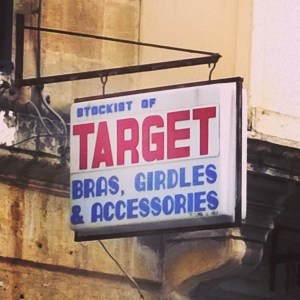 STOCKIST OF
TARGET
BRAS, GIRDLES
& ACCESSORIES